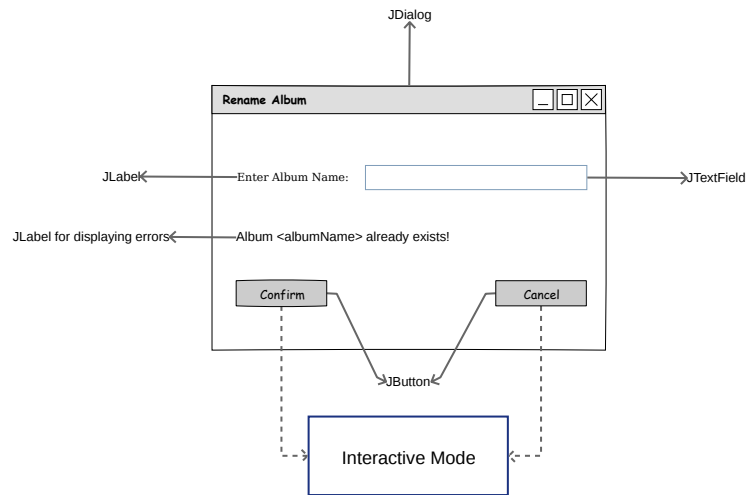 JDialog
Rename Album
JLabel
Enter Album Name:
JTextField
JLabel for displaying errors
Album <albumName> already exists!
Confirm
Cancel
JButton
Interactive Mode